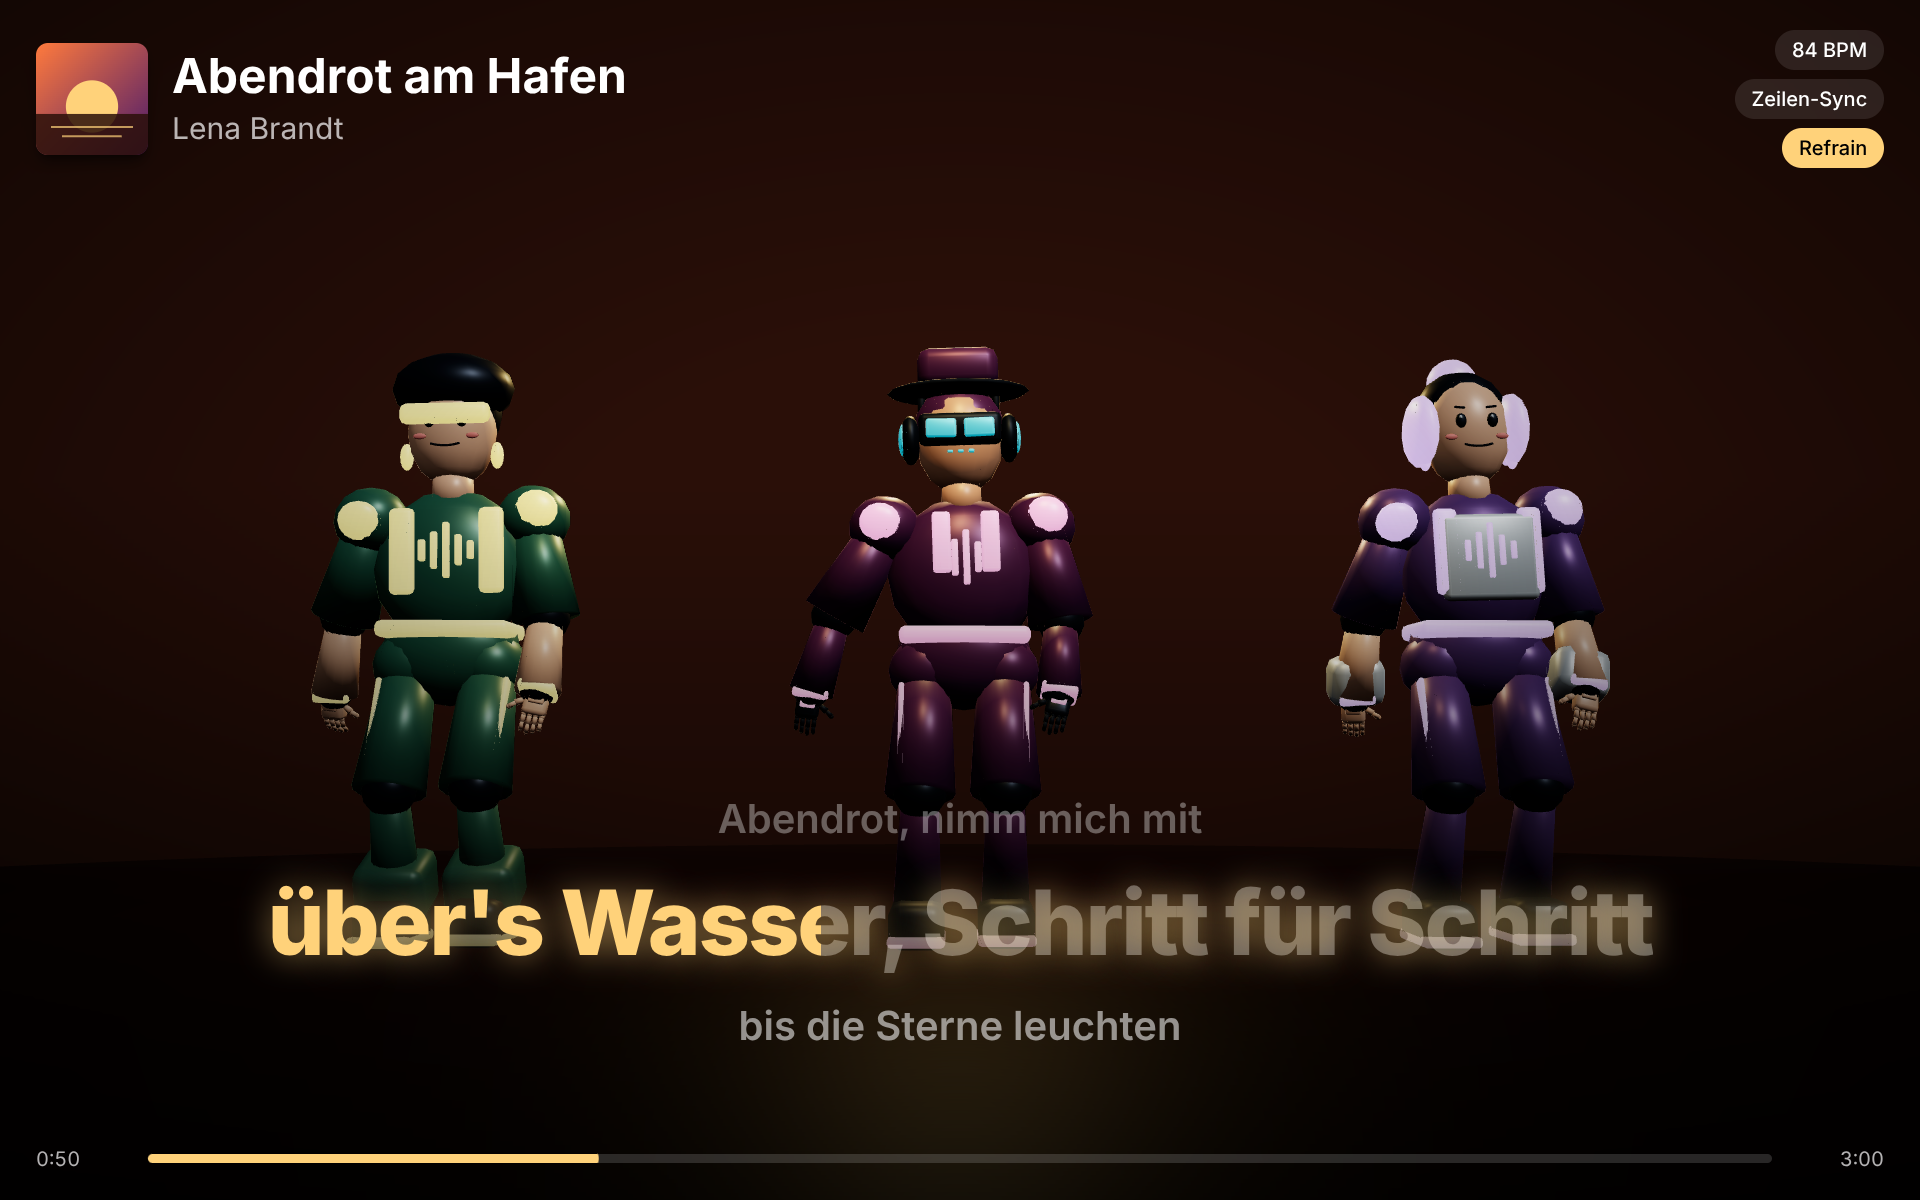 Abendrot am Hafen
Lena Brandt
84 BPM
Zeilen-Sync
Refrain
Abendrot, nimm mich mit
über's Wasser, Schritt für Schritt
bis die Sterne leuchten
0:50
3:00